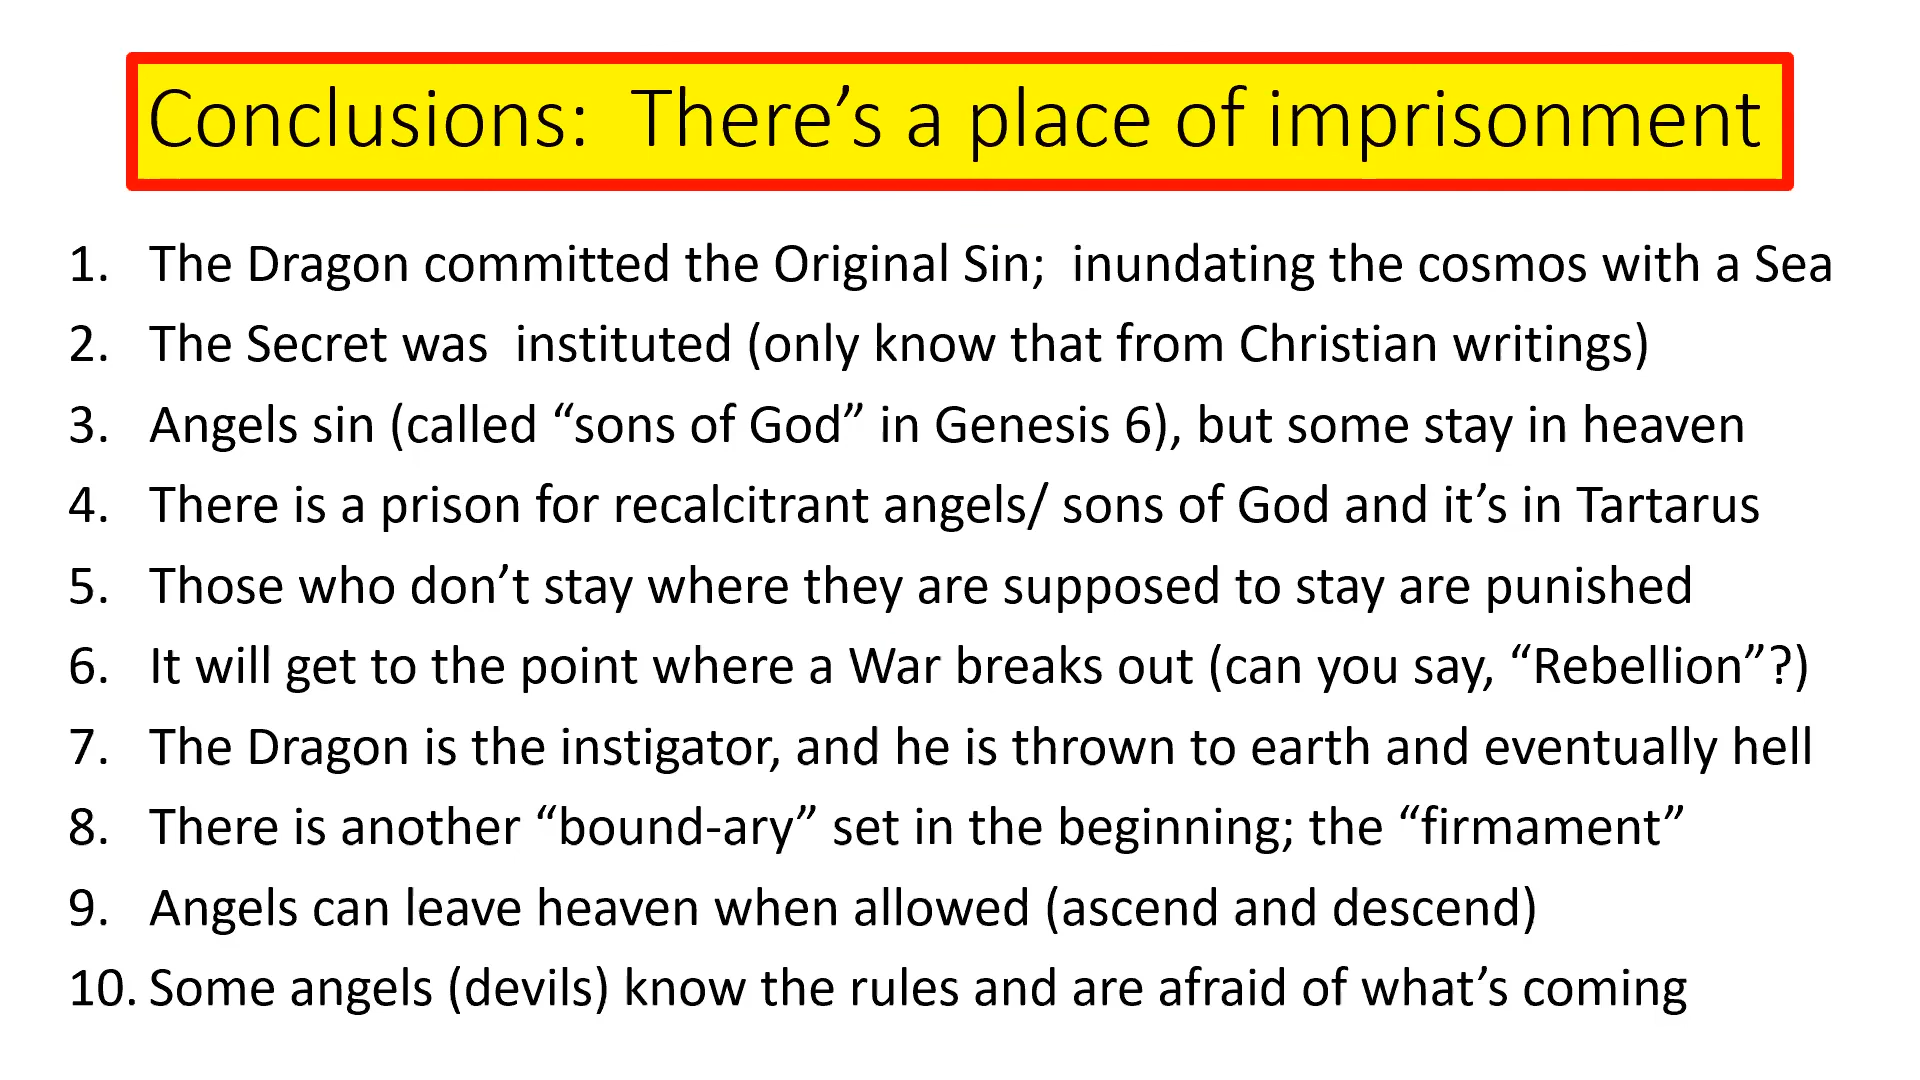 Conclusions:  There’s a place of imprisonment
1. The Dragon committed the Original Sin;  inundating the cosmos with a Sea
2. The Secret was  instituted (only know that from Christian writings)
3. Angels sin (called “sons of God” in Genesis 6), but some stay in heaven
4. There is a prison for recalcitrant angels/ sons of God and it’s in Tartarus
5. Those who don’t stay where they are supposed to stay are punished
6. It will get to the point where a War breaks out (can you say, “Rebellion”?)
7. The Dragon is the instigator, and he is thrown to earth and eventually hell
8. There is another “bound-ary” set in the beginning; the “firmament”
9. Angels can leave heaven when allowed (ascend and descend)
10. Some angels (devils) know the rules and are afraid of what’s coming